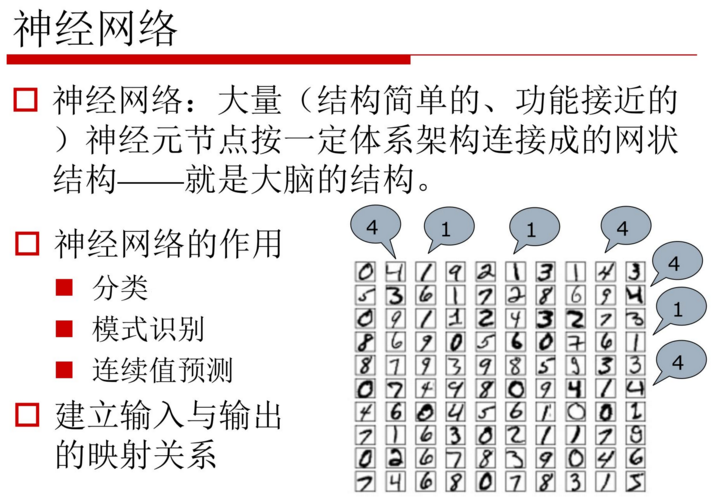 神经网络
神经网络：大量（结构简单的、功能接近的
）神经元节点按一定体系架构连接成的网状
结构——就是大脑的结构。
神经网络的作用
分类
模式识别
连续值预测
建立输入与输出
的映射关系
4 1 1 4
4
1
4
0 4 1 9 2 1 3 1 4 3
5 3 6 1 7 2 8 6 9 4
0 9 1 1 2 4 3 2 7 3
8 6 9 0 5 6 0 7 6 1
8 7 9 3 9 8 5 9 3 3
0 7 4 9 8 0 9 4 1 4
4 6 0 4 5 6 1 0 0 1
7 1 6 3 0 2 1 1 7 9
0 2 6 7 8 3 9 0 4 6
7 4 6 8 0 7 8 3 1 5